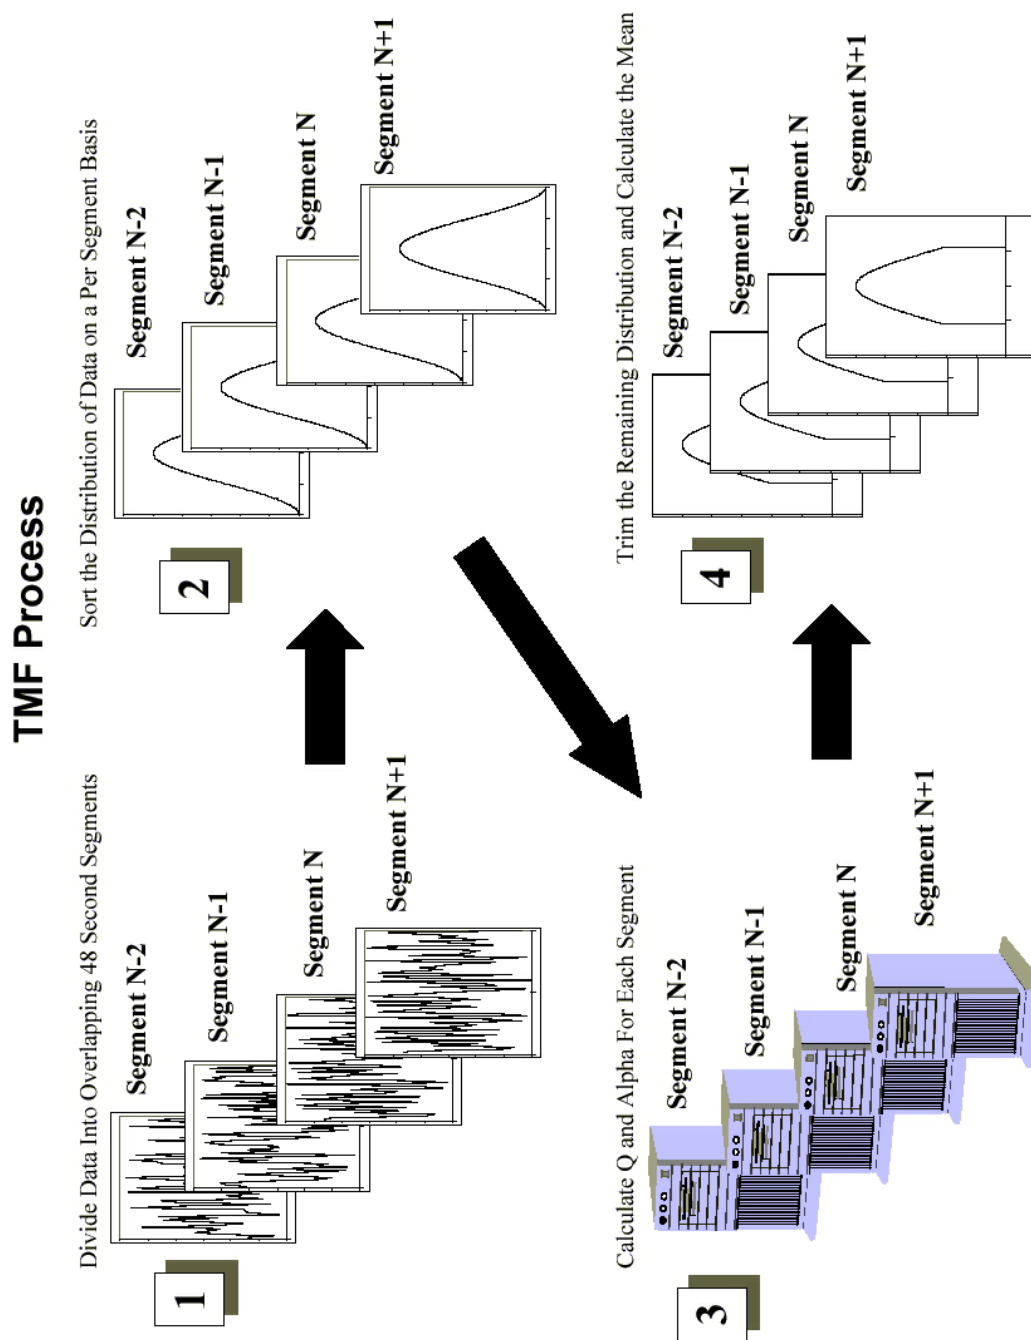 TMF Process
Divide Data Into Overlapping 48 Second Segments
1
Segment N-2
Segment N-1
Segment N
Segment N+1
Sort the Distribution of Data on a Per Segment Basis
2
Segment N-2
Segment N-1
Segment N
Segment N+1
Calculate Q and Alpha For Each Segment
3
Segment N-2
Segment N-1
Segment N
Segment N+1
Trim the Remaining Distribution and Calculate the Mean
4
Segment N-2
Segment N-1
Segment N
Segment N+1